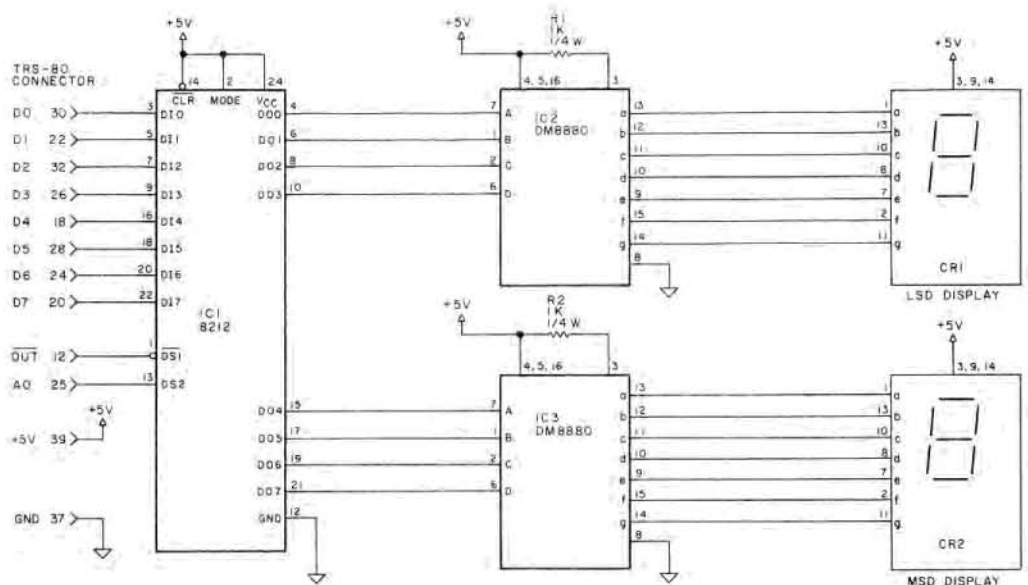 TRS-80
CONNECTOR
D0 30
D1 22
D2 32
D3 26
D4 18
D5 28
D6 24
D7 20
OUT 12
A0 25
+5V 39
GND 37
+5V
+5V
14 2 24
CLR MODE VCC
3 DI0
5 DI1
7 DI2
9 DI3
16 DI4
18 DI5
20 DI6
22 DI7
1 DS1
13 DS2
IC1
8212
DO0 4
DO1 6
DO2 8
DO3 10
DO4 15
DO5 17
DO6 19
DO7 21
GND 12
+5V
R1
1K
1/4 W
4, 5, 16 3
IC2
DM8880
7 A
1 B
2 C
6 D
a 13
b 12
c 11
d 10
e 9
f 15
g 14
8
+5V
3, 9, 14
1 a
13 b
10 c
8 d
7 e
2 f
11 g
CR1
LSD DISPLAY
+5V
R2
1K
1/4 W
4, 5, 16 3
IC3
DM8880
7 A
1 B
2 C
6 D
a 13
b 12
c 11
d 10
e 9
f 15
g 14
8
+5V
3, 9, 14
1 a
13 b
10 c
8 d
7 e
2 f
11 g
CR2
MSD DISPLAY